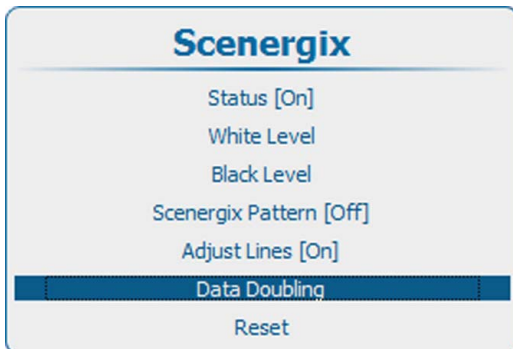 Scenergix
Status [On]
White Level
Black Level
Scenergix Pattern [Off]
Adjust Lines [On]
Data Doubling
Reset